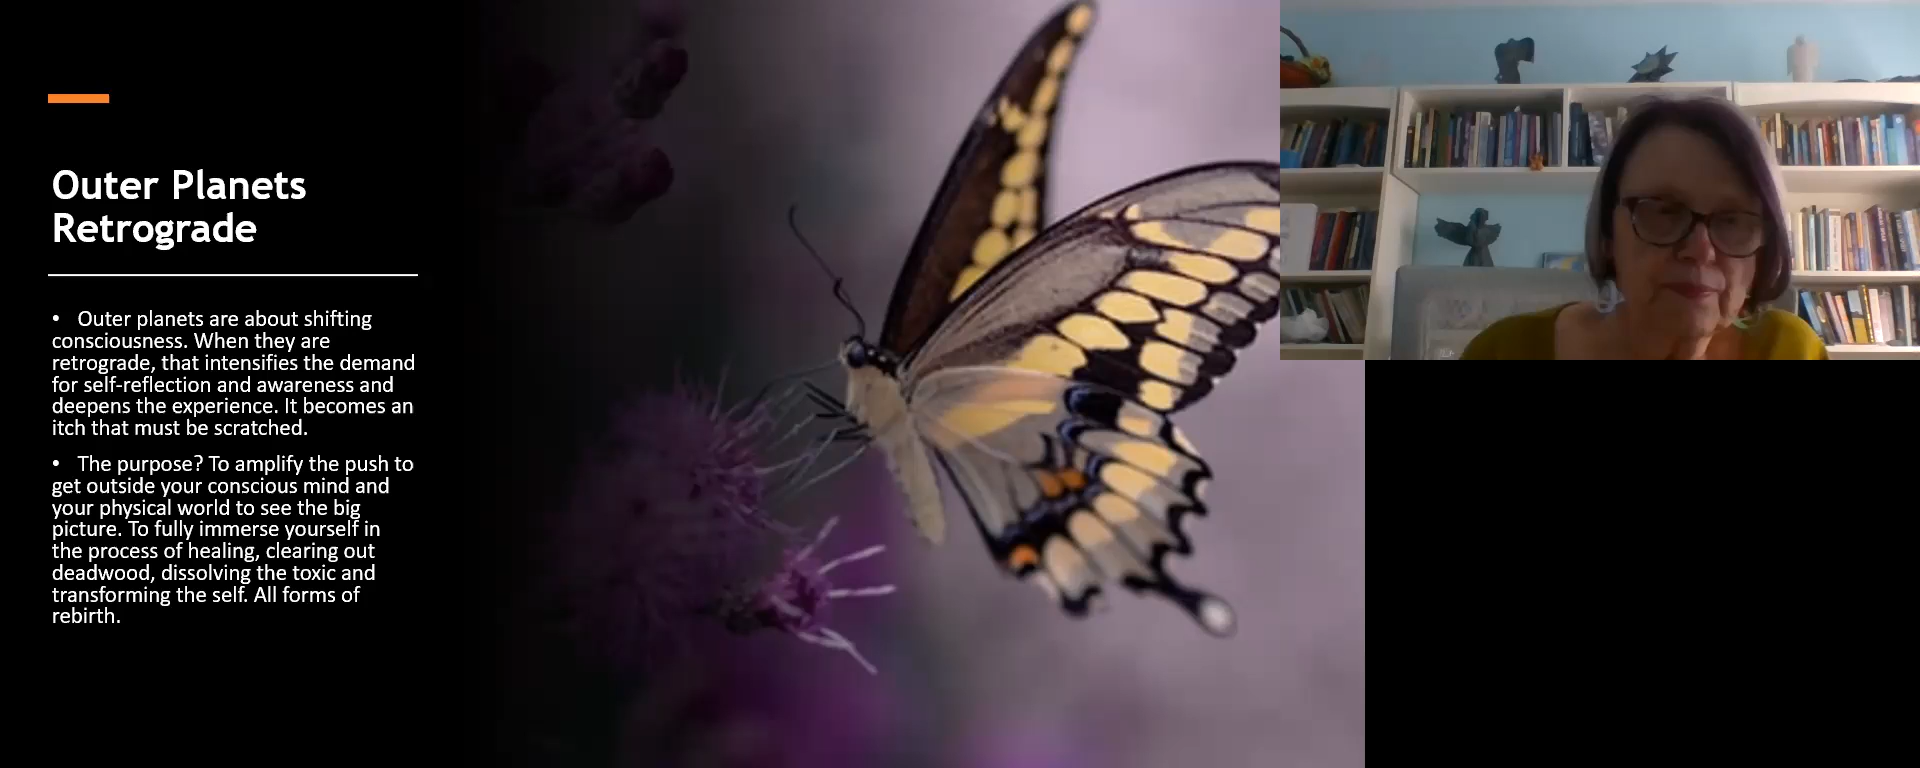 Outer Planets
Retrograde
• Outer planets are about shifting
consciousness. When they are
retrograde, that intensifies the demand
for self-reflection and awareness and
deepens the experience. It becomes an
itch that must be scratched.
• The purpose? To amplify the push to
get outside your conscious mind and
your physical world to see the big
picture. To fully immerse yourself in
the process of healing, clearing out
deadwood, dissolving the toxic and
transforming the self. All forms of
rebirth.